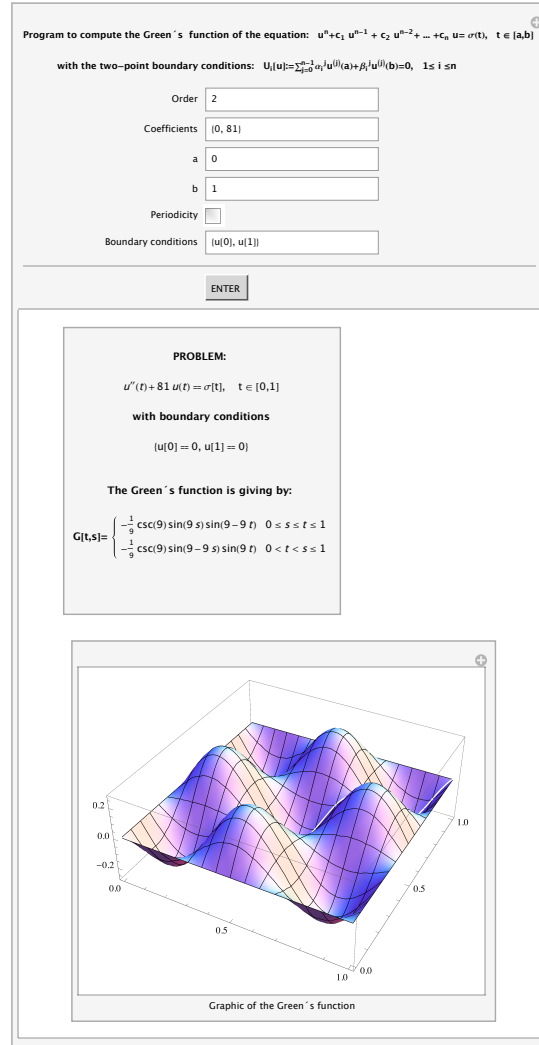 Program to compute the Green´s function of the equation: uⁿ+c₁ uⁿ⁻¹ + c₂ uⁿ⁻²+ ... +cₙ u= σ(t), t ∈ [a,b]
with the two−point boundary conditions: Uᵢ[u]:=∑ⁿ⁻¹ⱼ₌₀αᵢʲu⁽ʲ⁾(a)+βᵢʲu⁽ʲ⁾(b)=0, 1≤ i ≤n
Order 2
Coefficients {0, 81}
a 0
b 1
Periodicity
Boundary conditions {u[0], u[1]}
ENTER
PROBLEM:
u′′(t)+81 u(t) = σ[t], t ∈ [0,1]
with boundary conditions
{u[0] == 0, u[1] == 0}
The Green´s function is giving by:
G[t,s]= { −1/9 csc(9) sin(9 s) sin(9−9 t) 0 ≤ s ≤ t ≤ 1
−1/9 csc(9) sin(9−9 s) sin(9 t) 0 < t < s ≤ 1
0.2
0.0
−0.2
0.0
0.5
1.0
0.0
0.5
1.0
Graphic of the Green´s function